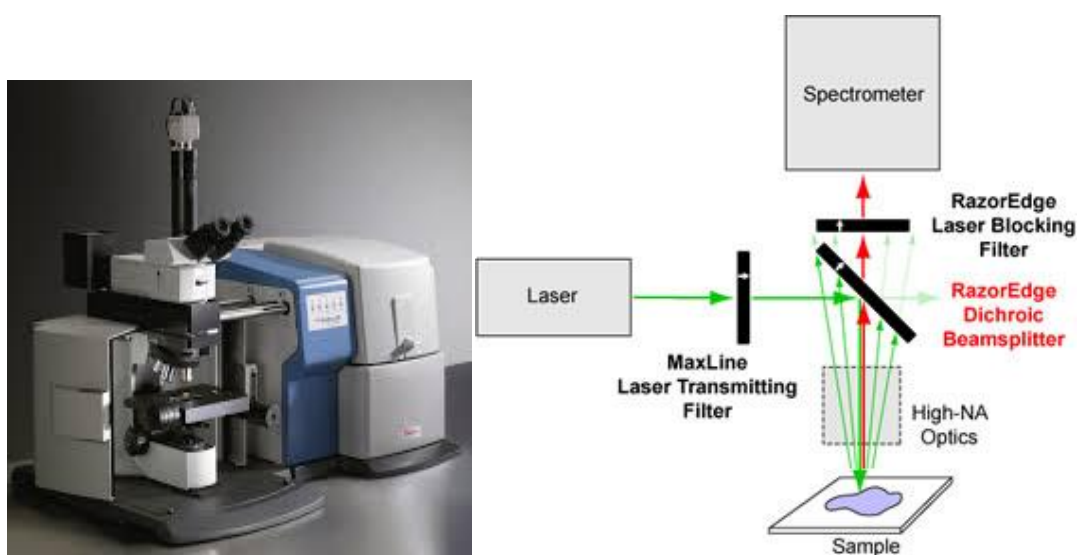 Spectrometer
RazorEdge
Laser Blocking
Filter
Laser
RazorEdge
Dichroic
Beamsplitter
MaxLine
Laser Transmitting
Filter
High-NA
Optics
Sample